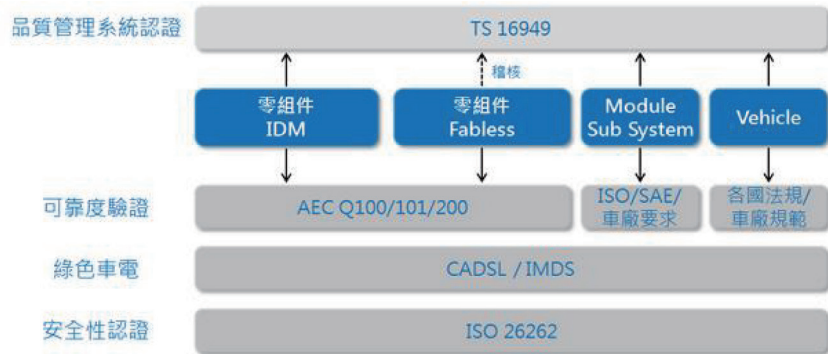 品質管理系統認證
TS 16949
稽核
零組件
IDM
零組件
Fabless
Module
Sub System
Vehicle
可靠度驗證
AEC Q100/101/200
ISO/SAE/
車廠要求
各國法規/
車廠規範
綠色車電
CADSL / IMDS
安全性認證
ISO 26262